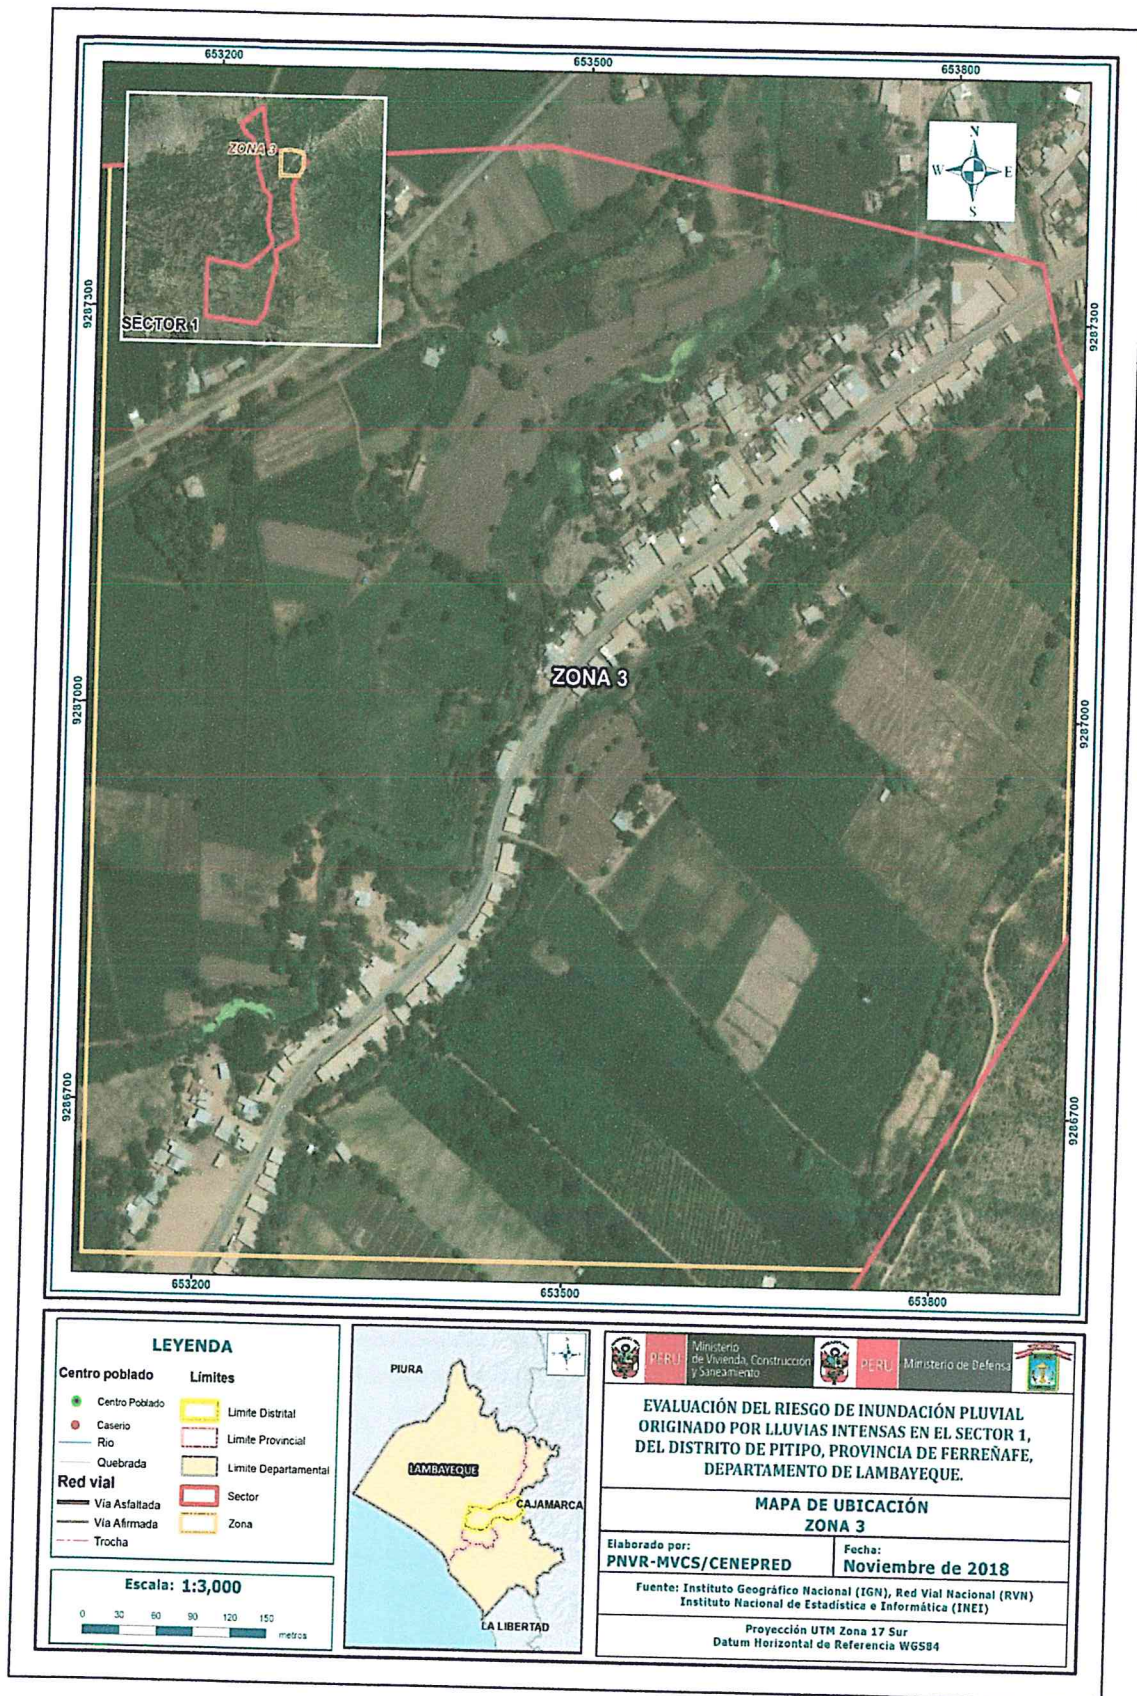 653200
653500
653800
ZONA 3
SECTOR 1
N
W
E
S
9287300
9287300
ZONA 3
9287000
9287000
9286700
9286700
653200
653500
653800
LEYENDA
Centro poblado
Centro Poblado
Caserio
Rio
Quebrada
Red vial
Vía Asfaltada
Vía Afirmada
Trocha
Límites
Limite Distrital
Limite Provincial
Limite Departamental
Sector
Zona
Escala: 1:3,000
0 30 60 90 120 150
metros
PIURA
LAMBAYEQUE
CAJAMARCA
LA LIBERTAD
PERÚ
Ministerio
de Vivienda, Construcción
y Saneamiento
PERÚ
Ministerio de Defensa
EVALUACIÓN DEL RIESGO DE INUNDACIÓN PLUVIAL
ORIGINADO POR LLUVIAS INTENSAS EN EL SECTOR 1,
DEL DISTRITO DE PITIPO, PROVINCIA DE FERREÑAFE,
DEPARTAMENTO DE LAMBAYEQUE.
MAPA DE UBICACIÓN
ZONA 3
Elaborado por:
PNVR-MVCS/CENEPRED
Fecha:
Noviembre de 2018
Fuente: Instituto Geográfico Nacional (IGN), Red Vial Nacional (RVN)
Instituto Nacional de Estadística e Informática (INEI)
Proyección UTM Zona 17 Sur
Datum Horizontal de Referencia WGS84